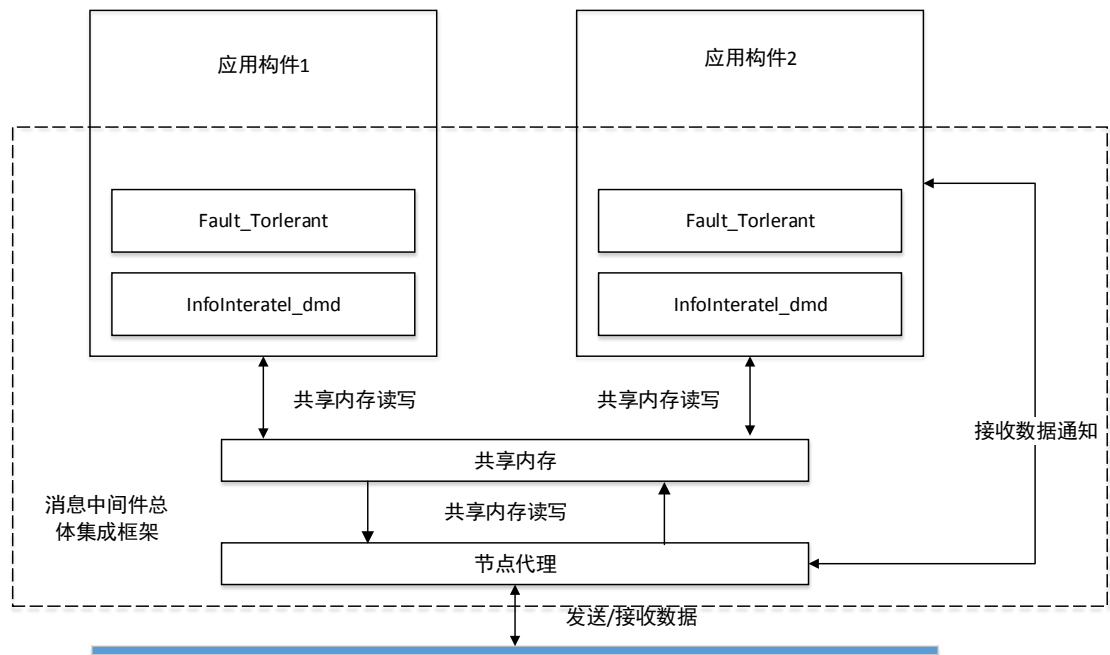 应用构件1
应用构件2
Fault_Torlerant
Fault_Torlerant
InfoInteratel_dmd
InfoInteratel_dmd
共享内存读写
共享内存读写
接收数据通知
共享内存
消息中间件总
体集成框架
共享内存读写
节点代理
发送/接收数据